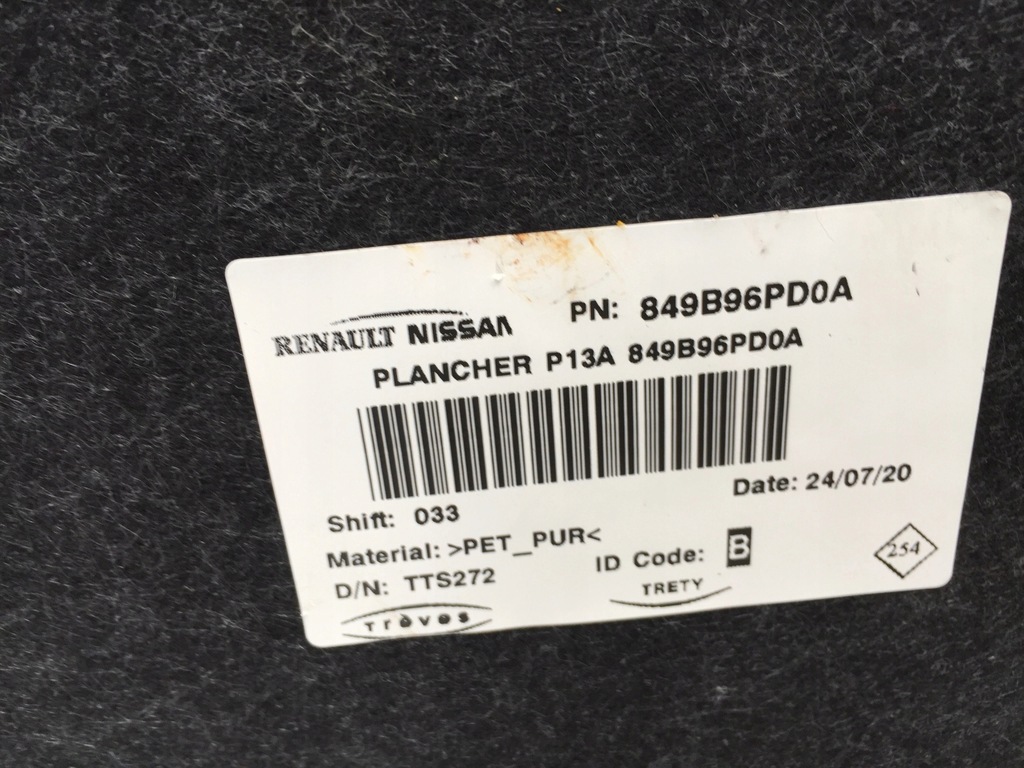 RENAULT NISSAN PN: 849B96PD0A
PLANCHER P13A 849B96PD0A
Shift: 033 Date: 24/07/20
Material: >PET_PUR< ID Code: B
D/N: TTS272 TRETY 254
Trèves